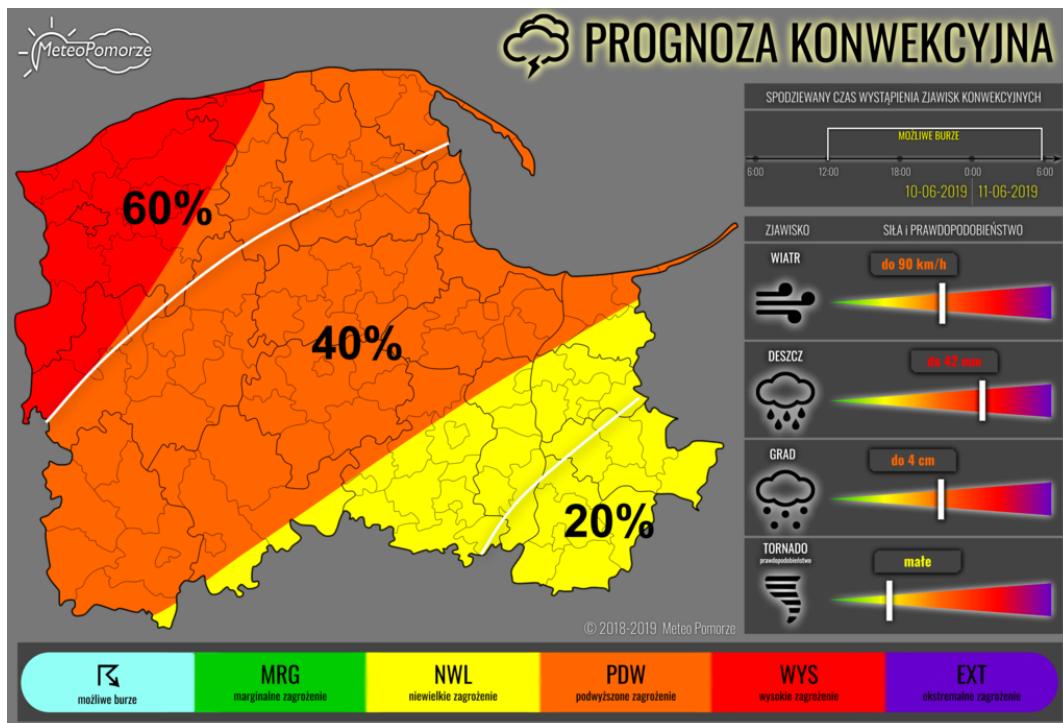 MeteoPomorze
PROGNOZA KONWEKCYJNA
SPODZIEWANY CZAS WYSTĄPIENIA ZJAWISK KONWEKCYJNYCH
MOŻLIWE BURZE
6:00 12:00 18:00 0:00 6:00
10-06-2019 11-06-2019
60%
40%
20%
ZJAWISKO SIŁA i PRAWDOPODOBIEŃSTWO
WIATR
do 90 km/h
DESZCZ
do 42 mm
GRAD
do 4 cm
TORNADO
prawdopodobieństwo
małe
© 2018-2019 Meteo Pomorze
możliwe burze
MRG
marginalne zagrożenie
NWL
niewielkie zagrożenie
PDW
podwyższone zagrożenie
WYS
wysokie zagrożenie
EXT
ekstremalne zagrożenie